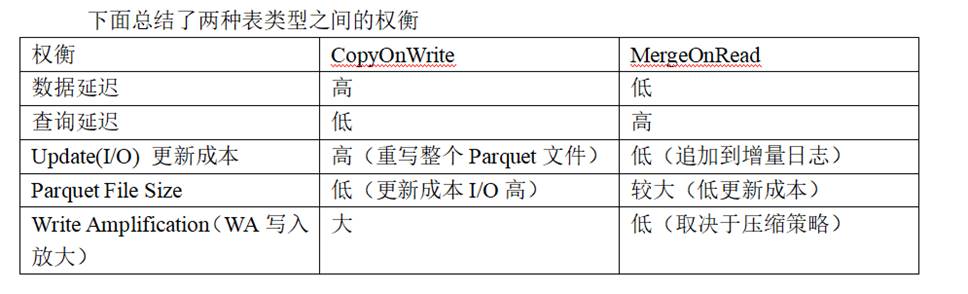 下面总结了两种表类型之间的权衡
权衡 CopyOnWrite MergeOnRead
数据延迟 高 低
查询延迟 低 高
Update(I/O) 更新成本 高（重写整个 Parquet 文件） 低（追加到增量日志）
Parquet File Size 低（更新成本 I/O 高） 较大（低更新成本）
Write Amplification（WA 写入 大 低（取决于压缩策略）
放大）